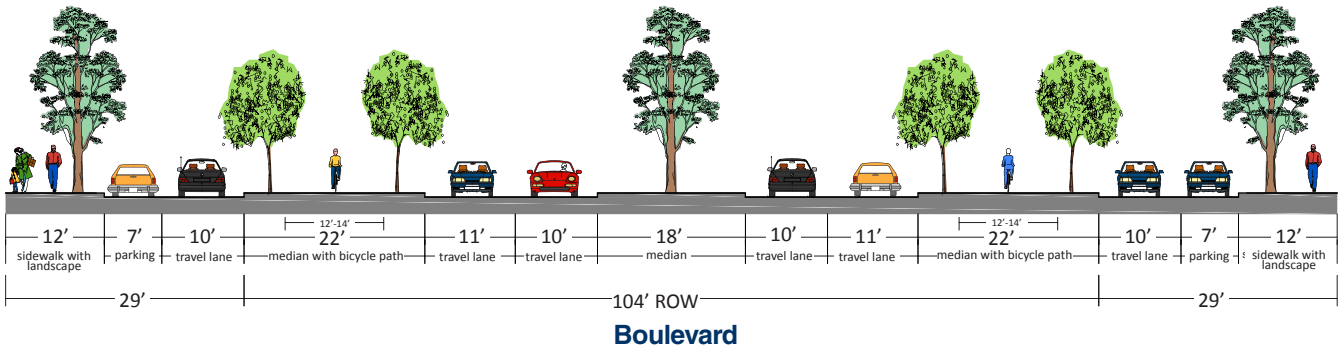 12'-14' 12'-14'
12' 7' 10' 22' 11' 10' 18' 10' 11' 22' 10' 7' 12'
sidewalk with parking travel lane median with bicycle path travel lane travel lane median travel lane travel lane median with bicycle path travel lane parking s sidewalk with
landscape landscape
29' 104' ROW 29'
Boulevard